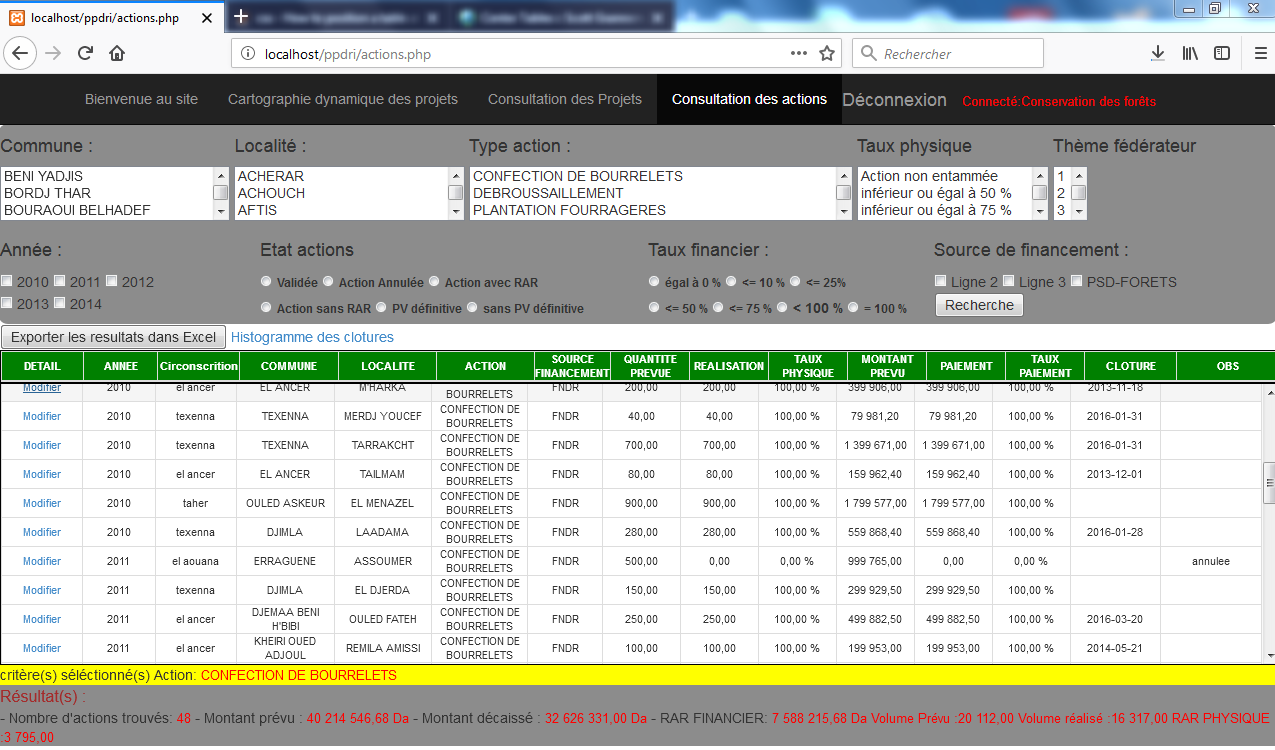 localhost/ppdri/actions.php
localhost/ppdri/actions.php
Rechercher
Bienvenue au site Cartographie dynamique des projets Consultation des Projets Consultation des actions Déconnexion Connecté:Conservation des forêts
Commune : Localité : Type action : Taux physique Thème fédérateur
BENI YADJIS ACHERAR CONFECTION DE BOURRELETS Action non entammée 1
BORDJ THAR ACHOUCH DEBROUSSAILLEMENT inférieur ou égal à 50 % 2
BOURAOUI BELHADEF AFTIS PLANTATION FOURRAGERES inférieur ou égal à 75 % 3
Année : Etat actions Taux financier : Source de financement :
2010 2011 2012 Validée Action Annulée Action avec RAR égal à 0 % <= 10 % <= 25% Ligne 2 Ligne 3 PSD-FORETS
2013 2014 Action sans RAR PV définitive sans PV définitive <= 50 % <= 75 % < 100 % = 100 % Recherche
Exporter les resultats dans Excel Histogramme des clotures
DETAIL ANNEE Circonscrition COMMUNE LOCALITE ACTION SOURCE FINANCEMENT QUANTITE PREVUE REALISATION TAUX PHYSIQUE MONTANT PREVU PAIEMENT TAUX PAIEMENT CLOTURE OBS
Modifier 2010 el ancer EL ANCER M'HARKA BOURRELETS FNDR 200,00 200,00 100,00 % 399 906,00 399 906,00 100,00 % 2013-11-18
Modifier 2010 texenna TEXENNA MERDJ YOUCEF CONFECTION DE BOURRELETS FNDR 40,00 40,00 100,00 % 79 981,20 79 981,20 100,00 % 2016-01-31
Modifier 2010 texenna TEXENNA TARRAKCHT CONFECTION DE BOURRELETS FNDR 700,00 700,00 100,00 % 1 399 671,00 1 399 671,00 100,00 % 2016-01-31
Modifier 2010 el ancer EL ANCER TAILMAM CONFECTION DE BOURRELETS FNDR 80,00 80,00 100,00 % 159 962,40 159 962,40 100,00 % 2013-12-01
Modifier 2010 taher OULED ASKEUR EL MENAZEL CONFECTION DE BOURRELETS FNDR 900,00 900,00 100,00 % 1 799 577,00 1 799 577,00 100,00 %
Modifier 2010 texenna DJIMLA LAADAMA CONFECTION DE BOURRELETS FNDR 280,00 280,00 100,00 % 559 868,40 559 868,40 100,00 % 2016-01-28
Modifier 2011 el aouana ERRAGUENE ASSOUMER CONFECTION DE BOURRELETS FNDR 500,00 0,00 0,00 % 999 765,00 0,00 0,00 % annulee
Modifier 2011 texenna DJIMLA EL DJERDA CONFECTION DE BOURRELETS FNDR 150,00 150,00 100,00 % 299 929,50 299 929,50 100,00 %
Modifier 2011 el ancer DJEMAA BENI H'BIBI OULED FATEH CONFECTION DE BOURRELETS FNDR 250,00 250,00 100,00 % 499 882,50 499 882,50 100,00 % 2016-03-20
Modifier 2011 el ancer KHEIRI OUED ADJOUL REMILA AMISSI CONFECTION DE BOURRELETS FNDR 100,00 100,00 100,00 % 199 953,00 199 953,00 100,00 % 2014-05-21
critère(s) séléctionné(s) Action: CONFECTION DE BOURRELETS
Résultat(s) :
- Nombre d'actions trouvés: 48 - Montant prévu : 40 214 546,68 Da - Montant décaissé : 32 626 331,00 Da - RAR FINANCIER: 7 588 215,68 Da Volume Prévu :20 112,00 Volume réalisé :16 317,00 RAR PHYSIQUE
:3 795,00